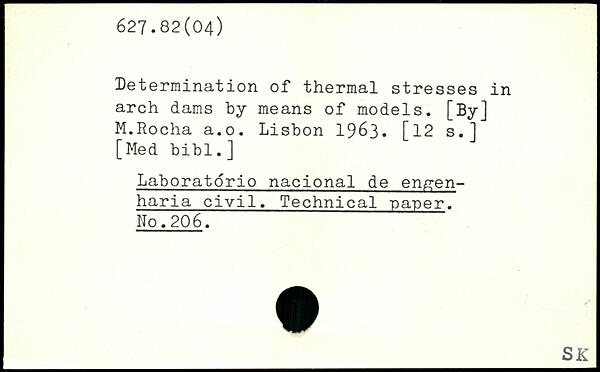 627.82(04)
Determination of thermal stresses in
arch dams by means of models. [By]
M.Rocha a.o. Lisbon 1963. [12 s.]
[Med bibl.]
Laboratório nacional de engen-
haria civil. Technical paper.
No.206.
SK